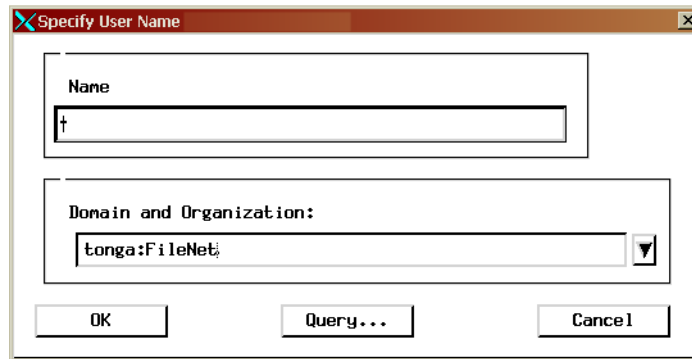 Specify User Name
Name
Domain and Organization:
tonga:FileNet
OK
Query...
Cancel